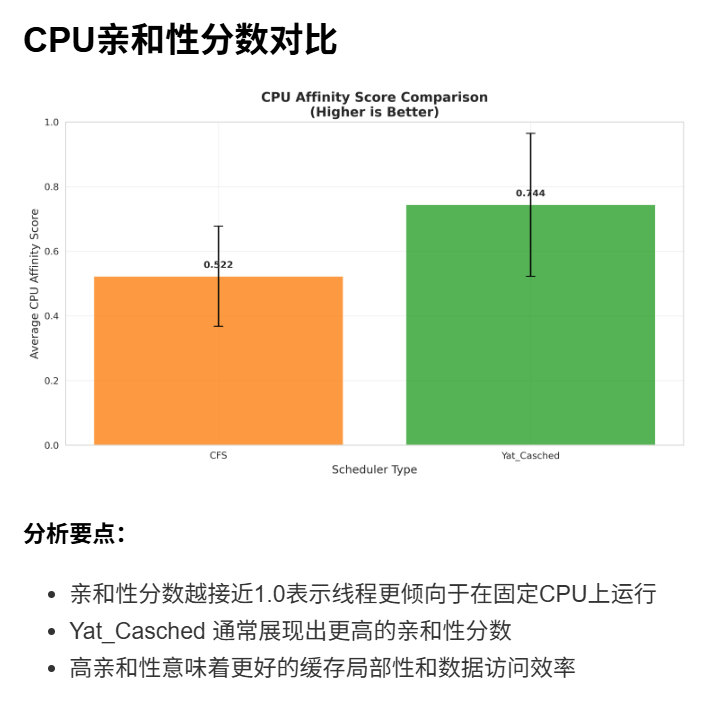 CPU亲和性分数对比
CPU Affinity Score Comparison
(Higher is Better)
1.0
0.8
0.6
0.4
0.2
0.0
Average CPU Affinity Score
0.522
0.744
CFS
Yat_Casched
Scheduler Type
分析要点：
• 亲和性分数越接近1.0表示线程更倾向于在固定CPU上运行
• Yat_Casched 通常展现出更高的亲和性分数
• 高亲和性意味着更好的缓存局部性和数据访问效率